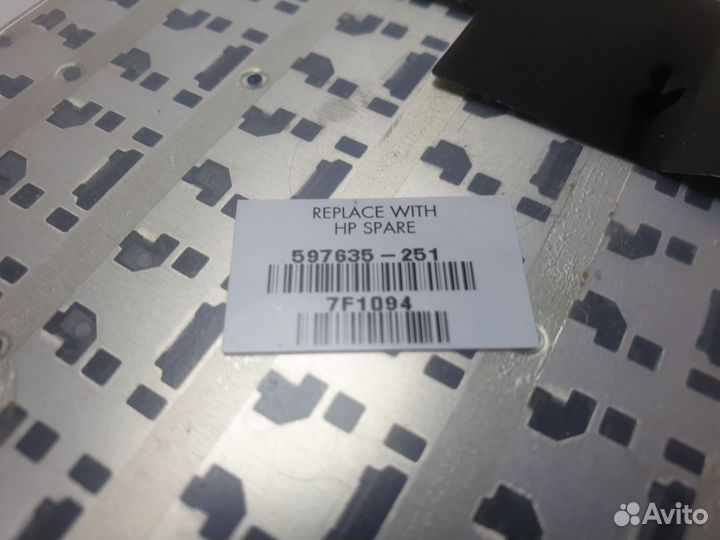 REPLACE WITH
HP SPARE
597635-251
7F1094
Avito